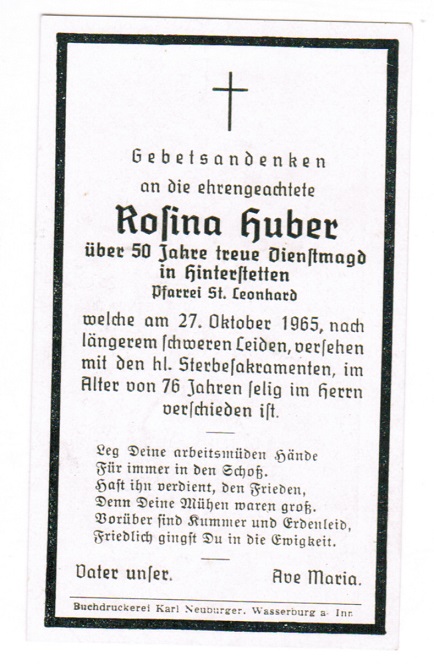 Gebetsandenken
an die ehrengeachtete
Rosina Huber
über 50 Jahre treue Dienstmagd
in Hinterstetten
Pfarrei St. Leonhard
welche am 27. Oktober 1965, nach
längerem schweren Leiden, versehen
mit den hl. Sterbesakramenten, im
Alter von 76 Jahren selig im Herrn
verschieden ist.
Leg Deine arbeitsmüden Hände
Für immer in den Schoß.
Hast ihn verdient, den Frieden,
Denn Deine Mühen waren groß.
Vorüber sind Kummer und Erdenleid,
Friedlich gingst Du in die Ewigkeit.
Vater unser. Ave Maria.
Buchdruckerei Karl Neuburger, Wasserburg a. Inn